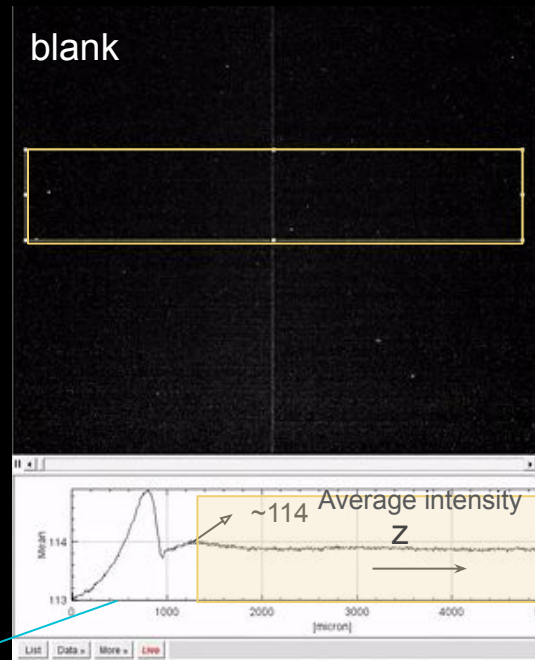 blank
Average intensity
~114
z
Mean
114
113
0
1000
2000
3000
4000
[micron]
List
Data »
More »
Live